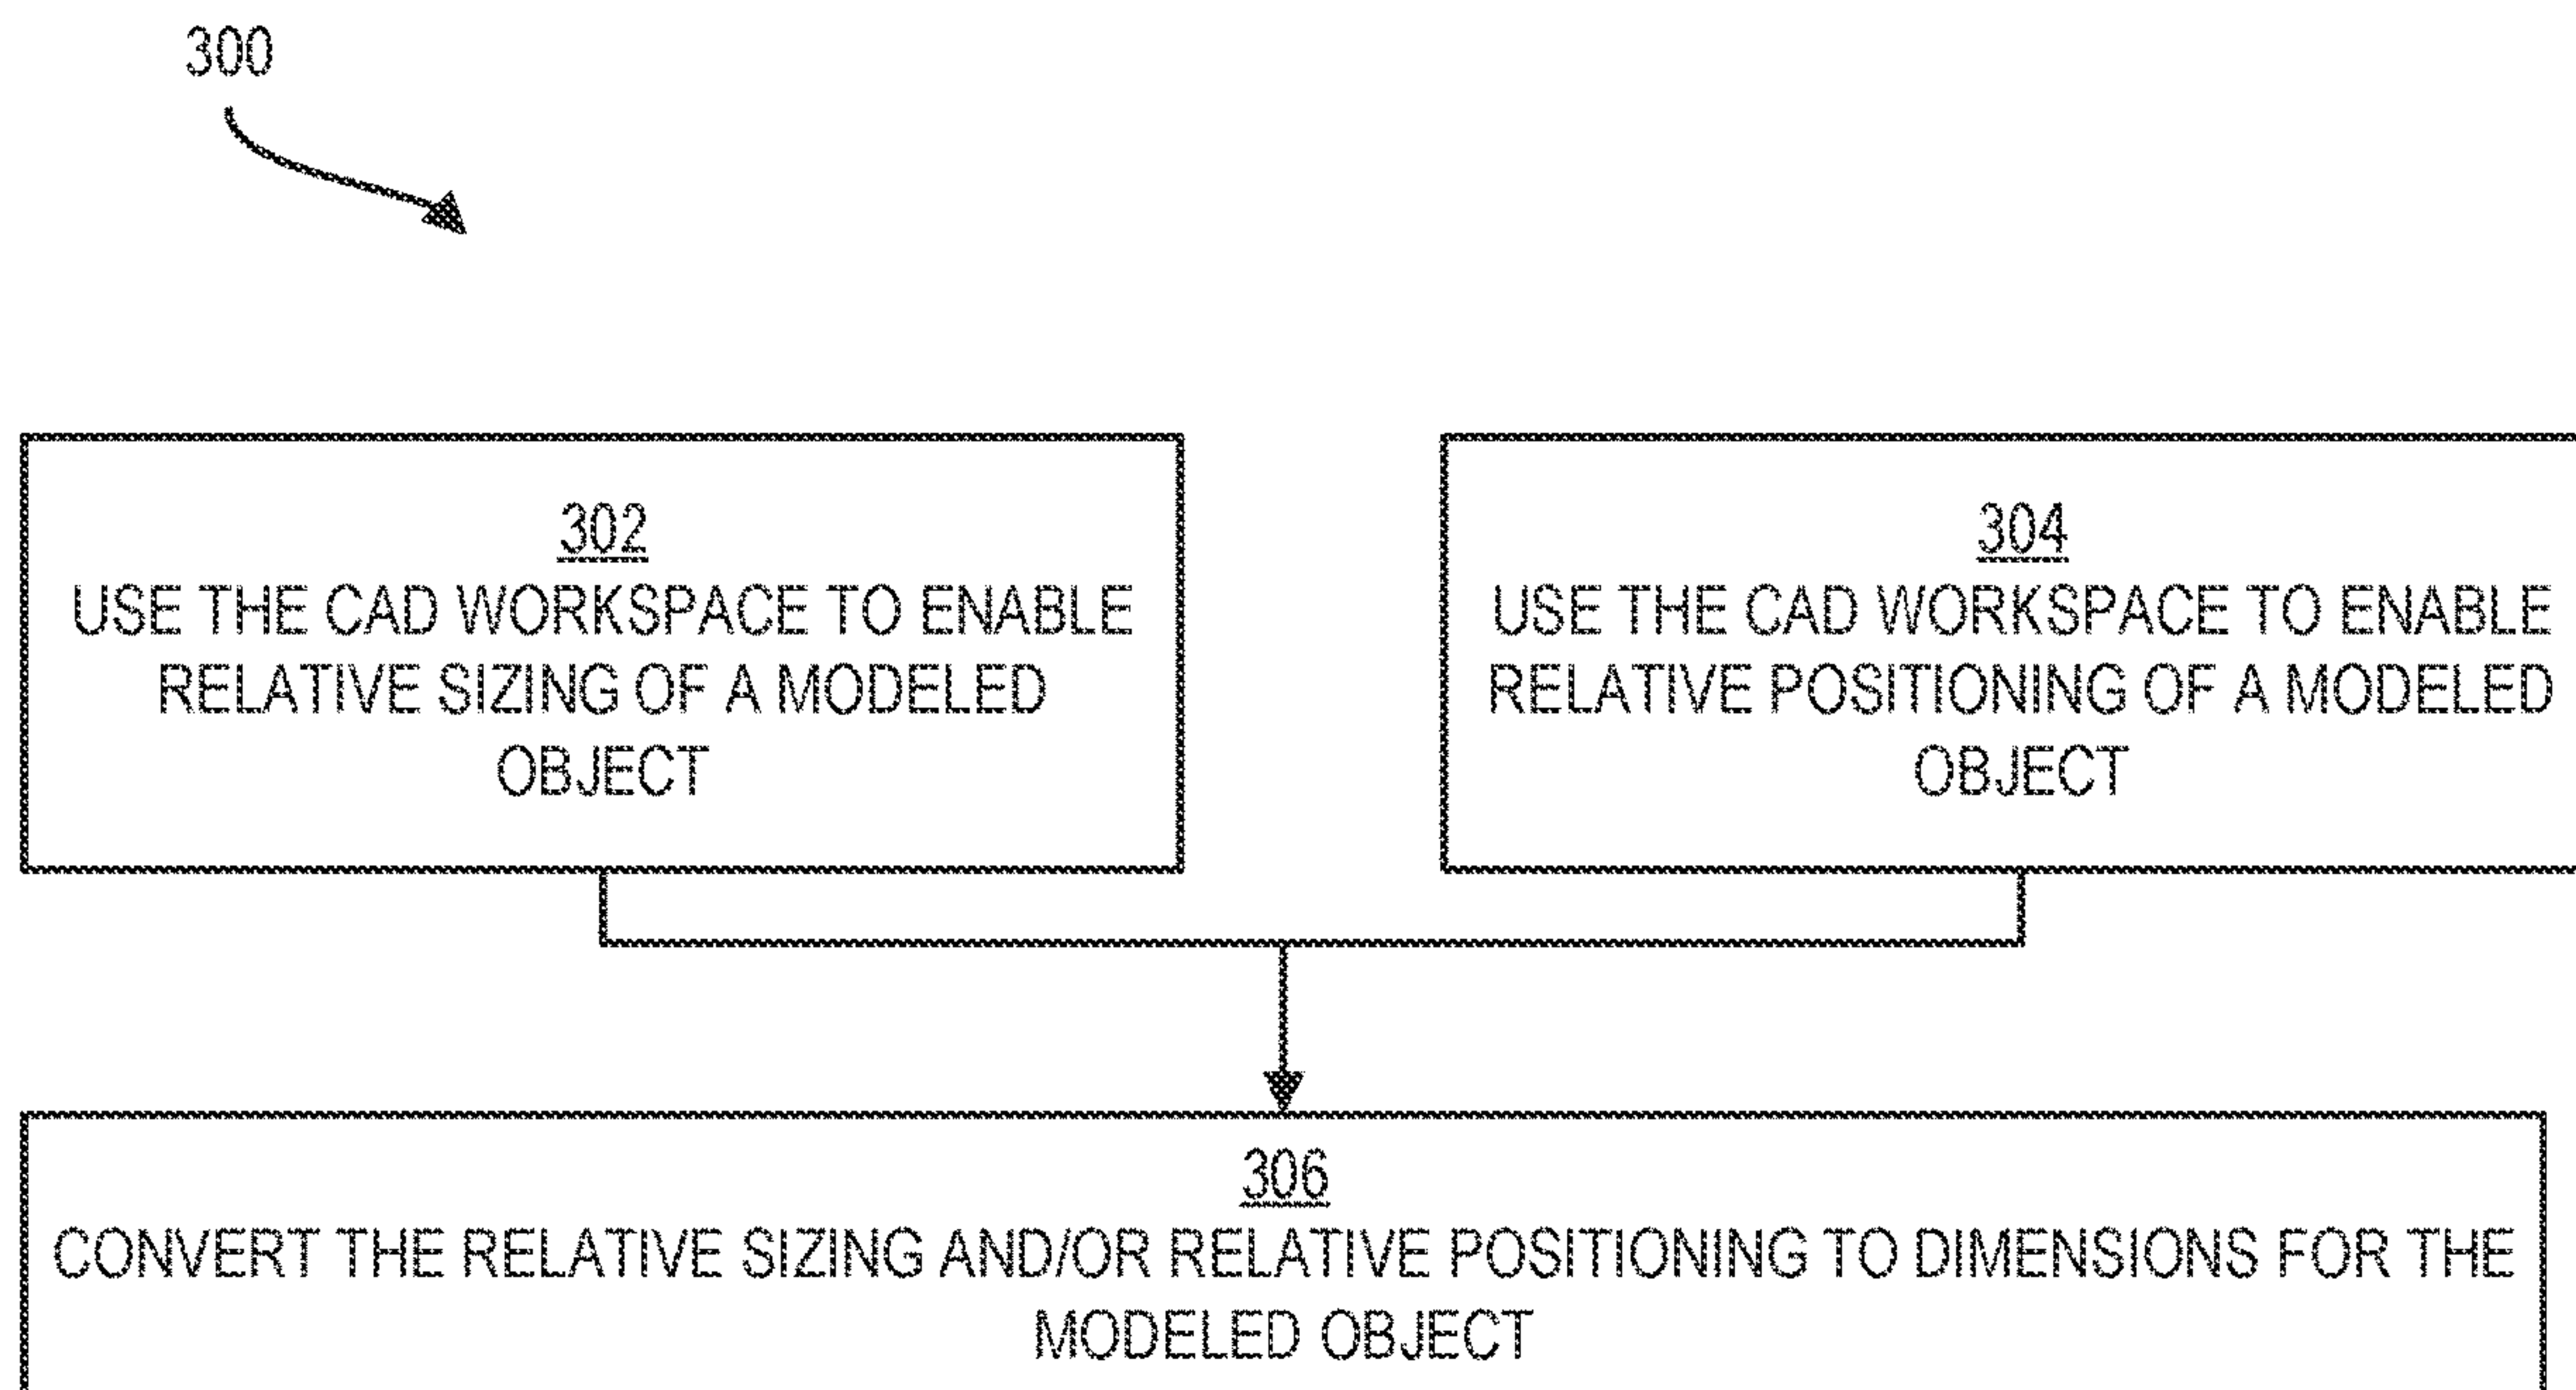 300
302
USE THE CAD WORKSPACE TO ENABLE
RELATIVE SIZING OF A MODELED
OBJECT
304
USE THE CAD WORKSPACE TO ENABLE
RELATIVE POSITIONING OF A MODELED
OBJECT
306
CONVERT THE RELATIVE SIZING AND/OR RELATIVE POSITIONING TO DIMENSIONS FOR THE
MODELED OBJECT